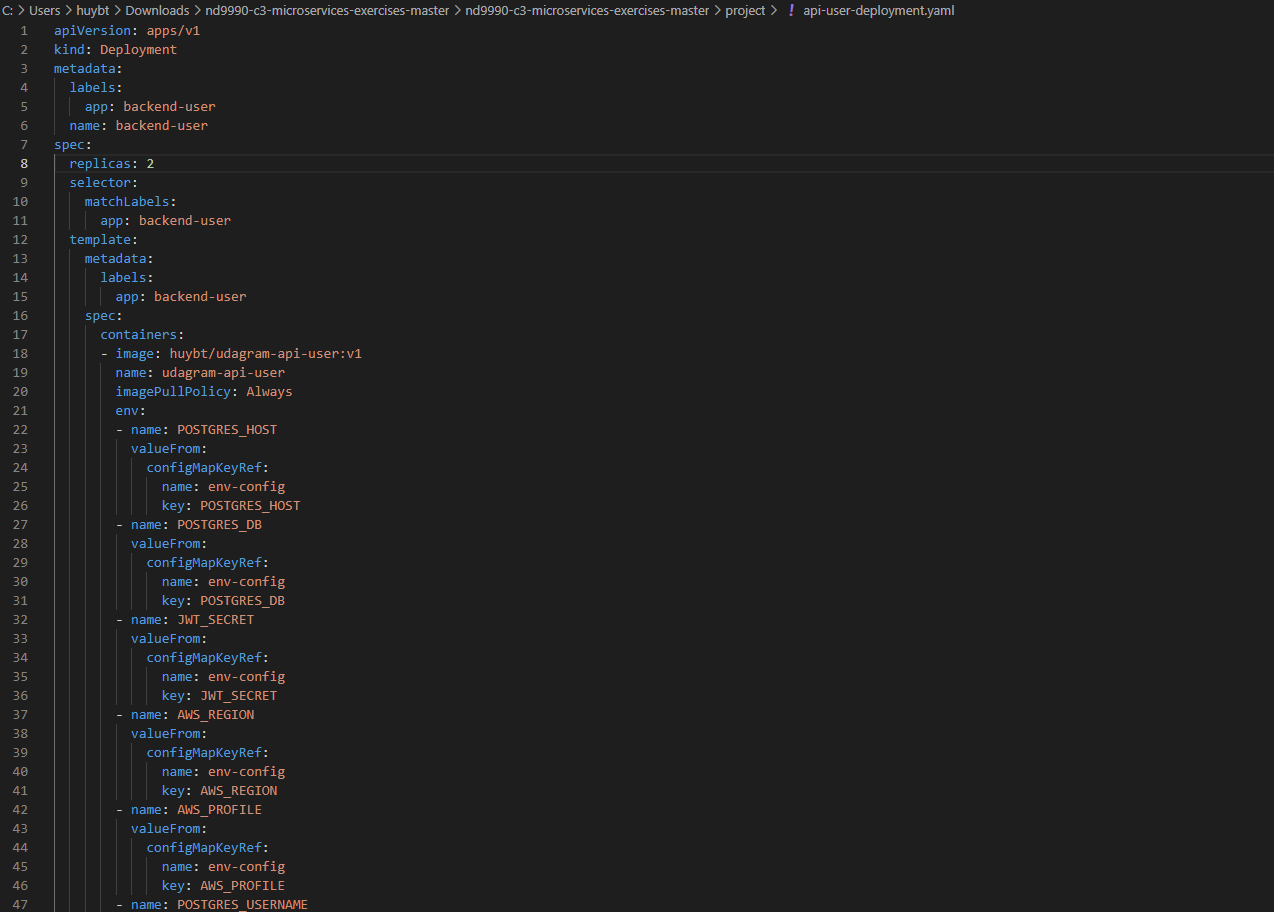 C: > Users > huybt > Downloads > nd9990-c3-microservices-exercises-master > nd9990-c3-microservices-exercises-master > project > ! api-user-deployment.yaml
1 apiVersion: apps/v1
2 kind: Deployment
3 metadata:
4   labels:
5     app: backend-user
6   name: backend-user
7 spec:
8   replicas: 2
9   selector:
10     matchLabels:
11       app: backend-user
12   template:
13     metadata:
14       labels:
15         app: backend-user
16     spec:
17       containers:
18       - image: huybt/udagram-api-user:v1
19         name: udagram-api-user
20         imagePullPolicy: Always
21         env:
22         - name: POSTGRES_HOST
23           valueFrom:
24             configMapKeyRef:
25               name: env-config
26               key: POSTGRES_HOST
27         - name: POSTGRES_DB
28           valueFrom:
29             configMapKeyRef:
30               name: env-config
31               key: POSTGRES_DB
32         - name: JWT_SECRET
33           valueFrom:
34             configMapKeyRef:
35               name: env-config
36               key: JWT_SECRET
37         - name: AWS_REGION
38           valueFrom:
39             configMapKeyRef:
40               name: env-config
41               key: AWS_REGION
42         - name: AWS_PROFILE
43           valueFrom:
44             configMapKeyRef:
45               name: env-config
46               key: AWS_PROFILE
47         - name: POSTGRES_USERNAME